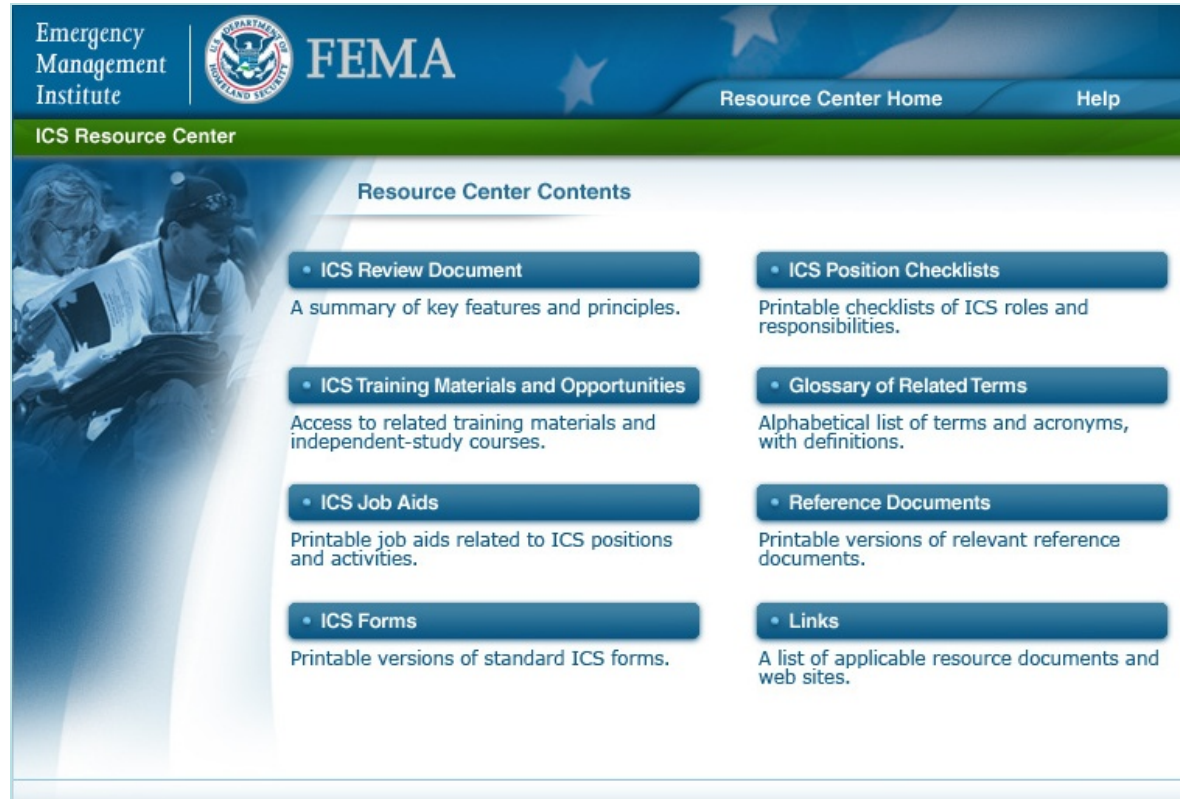 Emergency
Management
Institute
U.S. DEPARTMENT OF
HOMELAND SECURITY
FEMA
Resource Center Home
Help
ICS Resource Center
Resource Center Contents
• ICS Review Document
A summary of key features and principles.
• ICS Position Checklists
Printable checklists of ICS roles and
responsibilities.
• ICS Training Materials and Opportunities
Access to related training materials and
independent-study courses.
• Glossary of Related Terms
Alphabetical list of terms and acronyms,
with definitions.
• ICS Job Aids
Printable job aids related to ICS positions
and activities.
• Reference Documents
Printable versions of relevant reference
documents.
• ICS Forms
Printable versions of standard ICS forms.
• Links
A list of applicable resource documents and
web sites.